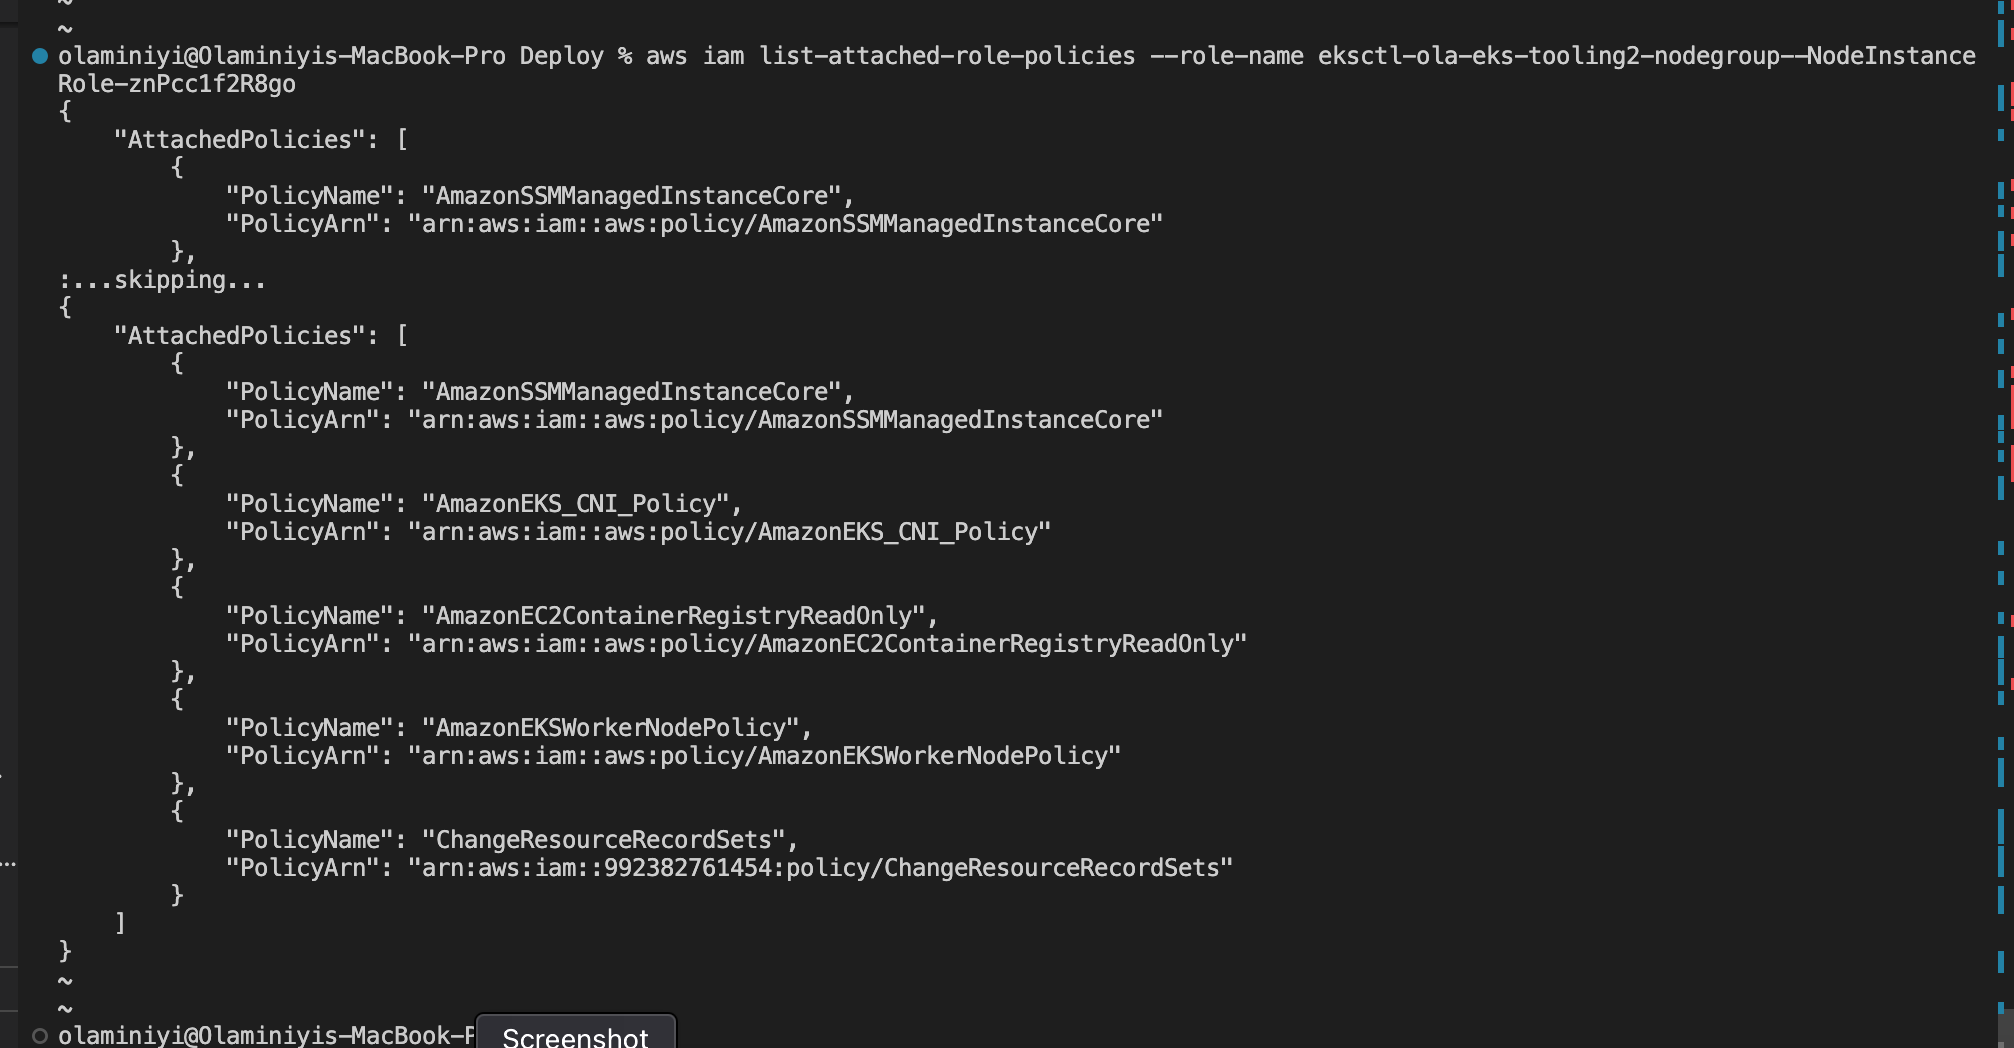 ~
~
olaminiyi@Olaminiyis-MacBook-Pro Deploy % aws iam list-attached-role-policies --role-name eksctl-ola-eks-tooling2-nodegroup--NodeInstance
Role-znPcc1f2R8go
{
    "AttachedPolicies": [
        {
            "PolicyName": "AmazonSSMManagedInstanceCore",
            "PolicyArn": "arn:aws:iam::aws:policy/AmazonSSMManagedInstanceCore"
        },
:...skipping...
{
    "AttachedPolicies": [
        {
            "PolicyName": "AmazonSSMManagedInstanceCore",
            "PolicyArn": "arn:aws:iam::aws:policy/AmazonSSMManagedInstanceCore"
        },
        {
            "PolicyName": "AmazonEKS_CNI_Policy",
            "PolicyArn": "arn:aws:iam::aws:policy/AmazonEKS_CNI_Policy"
        },
        {
            "PolicyName": "AmazonEC2ContainerRegistryReadOnly",
            "PolicyArn": "arn:aws:iam::aws:policy/AmazonEC2ContainerRegistryReadOnly"
        },
        {
            "PolicyName": "AmazonEKSWorkerNodePolicy",
            "PolicyArn": "arn:aws:iam::aws:policy/AmazonEKSWorkerNodePolicy"
        },
        {
            "PolicyName": "ChangeResourceRecordSets",
            "PolicyArn": "arn:aws:iam::992382761454:policy/ChangeResourceRecordSets"
        }
    ]
}
~
~
olaminiyi@Olaminiyis-MacBook-P
Screenshot